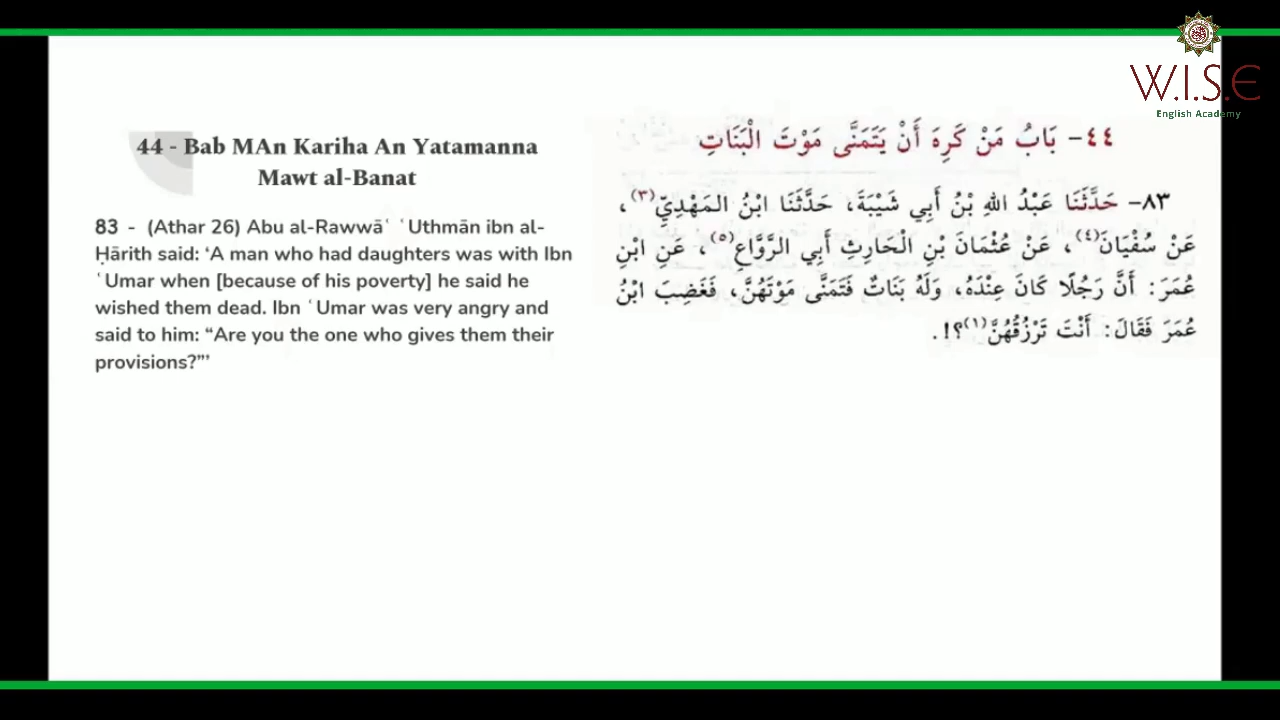 W.I.S.E
English Academy
44 - Bab MAn Kariha An Yatamanna
Mawt al-Banat
83 - (Athar 26) Abu al-Rawwāʿ ʿUthmān ibn al-
Ḥārith said: ‘A man who had daughters was with Ibn
ʿUmar when [because of his poverty] he said he
wished them dead. Ibn ʿUmar was very angry and
said to him: “Are you the one who gives them their
provisions?”’
٤٤- بَابُ مَنْ كَرِهَ أَنْ يَتَمَنَّى مَوْتَ الْبَنَاتِ
٨٣- حَدَّثَنَا عَبْدُ اللهِ بْنُ أَبِي شَيْبَةَ، حَدَّثَنَا ابْنُ المَهْدِيِّ(٣)،
عَنْ سُفْيَانَ(٤)، عَنْ عُثْمَانَ بْنِ الْحَارِثِ أَبِي الرَّوَّاعِ(٥)، عَنِ ابْنِ
عُمَرَ: أَنَّ رَجُلًا كَانَ عِنْدَهُ، وَلَهُ بَنَاتٌ فَتَمَنَّى مَوْتَهُنَّ، فَغَضِبَ ابْنُ
عُمَرَ فَقَالَ: أَنْتَ تَرْزُقُهُنَّ(١)؟!.